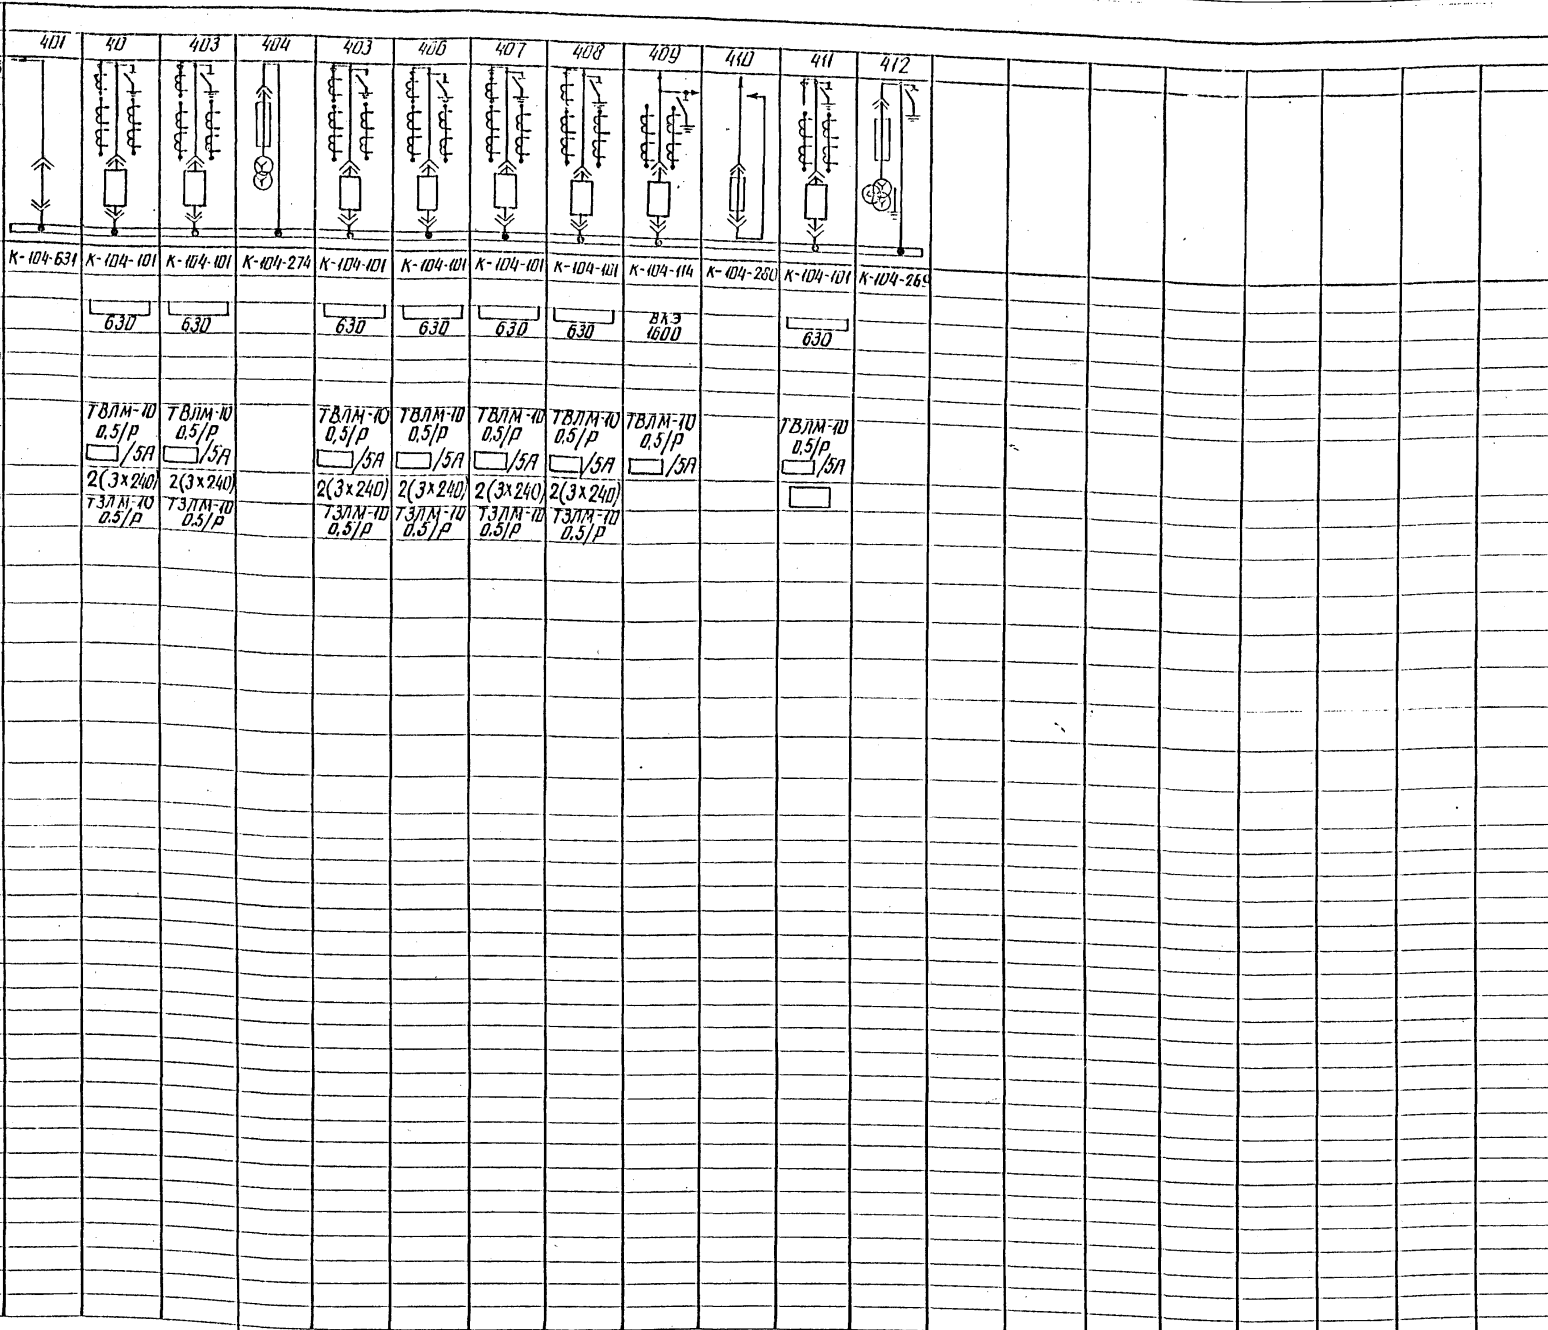 401 40 403 404 403 406 407 408 409 410 411 412
К-104-631 К-104-101 К-104-101 К-104-274 К-104-101 К-104-101 К-104-101 К-104-101 К-104-114 К-104-280 К-104-101 К-104-269
630 630 630 630 630 630 ВКЭ 630
1600
ТВЛМ-10 ТВЛМ-10 ТВЛМ-10 ТВЛМ-10 ТВЛМ-10 ТВЛМ-10 ТВЛМ-10 ТВЛМ-10
0,5/Р 0,5/Р 0,5/Р 0,5/Р 0,5/Р 0,5/Р 0,5/Р 0,5/Р
/5А /5А /5А /5А /5А /5А /5А /5А
2(3х240) 2(3х240) 2(3х240) 2(3х240) 2(3х240) 2(3х240)
ТЗЛМ-10 ТЗЛМ-10 ТЗЛМ-10 ТЗЛМ-10 ТЗЛМ-10 ТЗЛМ-10
0.5/Р 0.5/Р 0,5/Р 0.5/Р 0.5/Р 0.5/Р